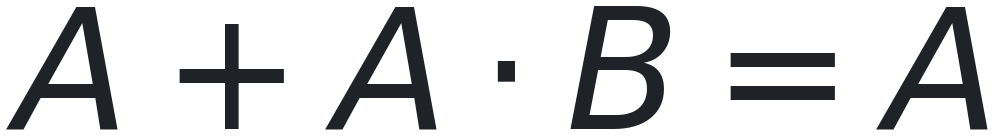 A + A · B = A